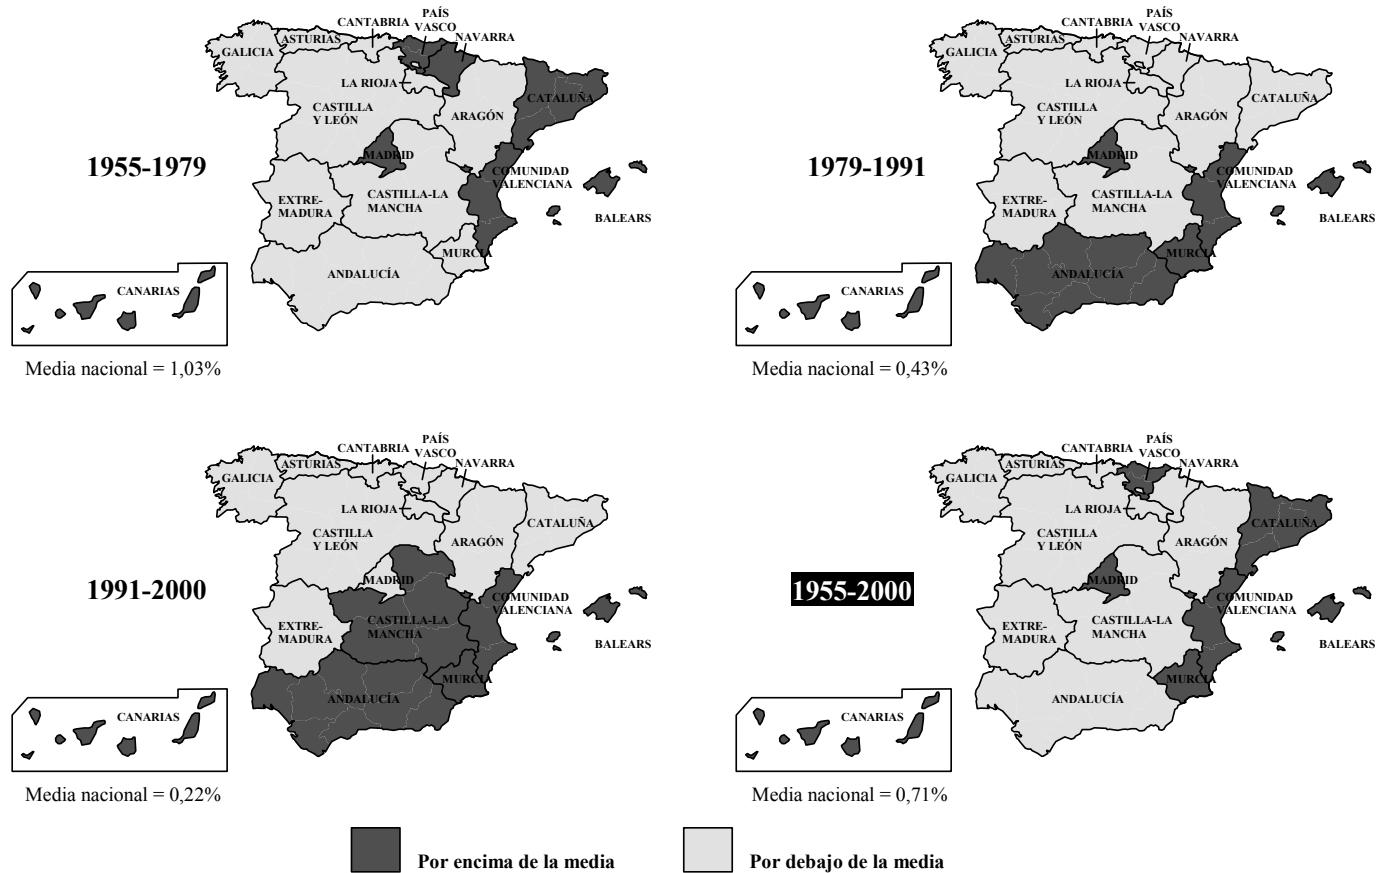 PAÍS
VASCO
CANTABRIA
NAVARRA
ASTURIAS
GALICIA
LA RIOJA
CATALUÑA
CASTILLA
Y LEÓN
ARAGÓN
MADRID
1955-1979
COMUNIDAD
VALENCIANA
CASTILLA-LA
MANCHA
EXTRE-
MADURA
BALEARS
MURCIA
ANDALUCÍA
CANARIAS
Media nacional = 1,03%
PAÍS
VASCO
CANTABRIA
NAVARRA
ASTURIAS
GALICIA
LA RIOJA
CATALUÑA
CASTILLA
Y LEÓN
ARAGÓN
MADRID
1979-1991
COMUNIDAD
VALENCIANA
CASTILLA-LA
MANCHA
EXTRE-
MADURA
BALEARS
MURCIA
ANDALUCÍA
CANARIAS
Media nacional = 0,43%
PAÍS
VASCO
CANTABRIA
NAVARRA
ASTURIAS
GALICIA
LA RIOJA
CATALUÑA
CASTILLA
Y LEÓN
ARAGÓN
MADRID
1991-2000
COMUNIDAD
VALENCIANA
CASTILLA-LA
MANCHA
EXTRE-
MADURA
BALEARS
MURCIA
ANDALUCÍA
CANARIAS
Media nacional = 0,22%
PAÍS
VASCO
CANTABRIA
NAVARRA
ASTURIAS
GALICIA
LA RIOJA
CATALUÑA
CASTILLA
Y LEÓN
ARAGÓN
MADRID
1955-2000
COMUNIDAD
VALENCIANA
CASTILLA-LA
MANCHA
EXTRE-
MADURA
BALEARS
MURCIA
ANDALUCÍA
CANARIAS
Media nacional = 0,71%
Por encima de la media
Por debajo de la media